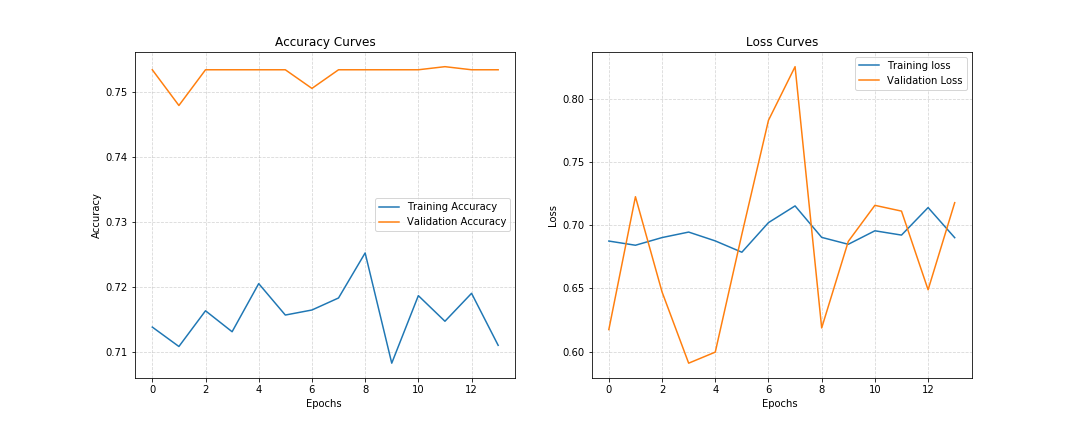 Accuracy Curves
0.75
0.74
0.73
0.72
0.71
Accuracy
Training Accuracy
Validation Accuracy
0 2 4 6 8 10 12
Epochs
Loss Curves
Training loss
Validation Loss
0.80
0.75
0.70
0.65
0.60
Loss
0 2 4 6 8 10 12
Epochs